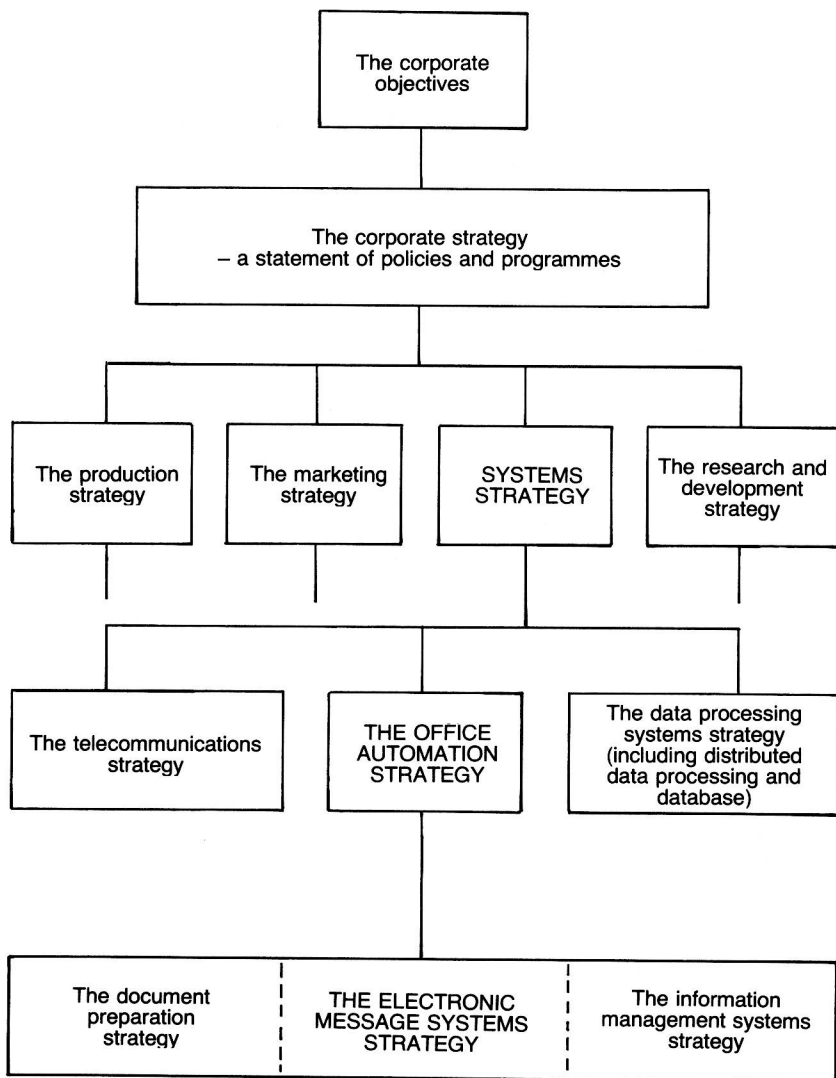 The corporate
objectives
The corporate strategy
– a statement of policies and programmes
The production
strategy
The marketing
strategy
SYSTEMS
STRATEGY
The research and
development
strategy
The telecommunications
strategy
THE OFFICE
AUTOMATION
STRATEGY
The data processing
systems strategy
(including distributed
data processing and
database)
The document
preparation
strategy
THE ELECTRONIC
MESSAGE SYSTEMS
STRATEGY
The information
management systems
strategy